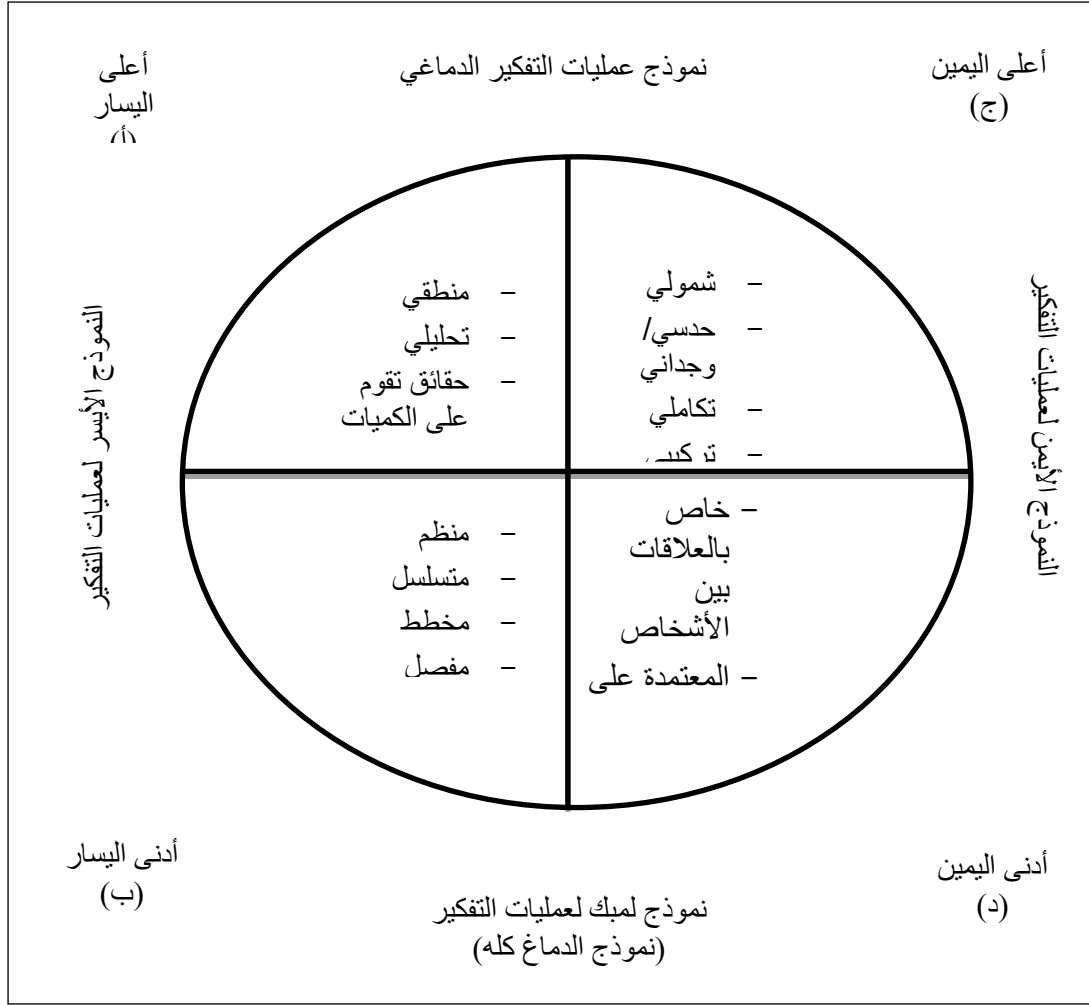 أعلى اليمين
(ج)
نموذج عمليات التفكير الدماغي
أعلى
اليسار
(أ)
النموذج الأيمن لعمليات التفكير
– شمولي
– حدسي/
وجداني
– تكاملي
– تركيبي
– منطقي
– تحليلي
– حقائق تقوم
على الكميات
النموذج الأيسر لعمليات التفكير
– خاص
بالعلاقات
بين
الأشخاص
– المعتمدة على
– منظم
– متسلسل
– مخطط
– مفصل
أدنى اليمين
(د)
نموذج لمبك لعمليات التفكير
(نموذج الدماغ كله)
أدنى اليسار
(ب)